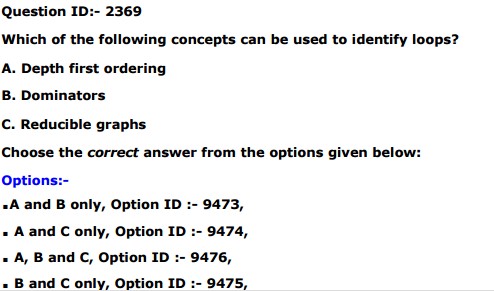 Question ID:- 2369
Which of the following concepts can be used to identify loops?
A. Depth first ordering
B. Dominators
C. Reducible graphs
Choose the correct answer from the options given below:
Options:-
▪A and B only, Option ID :- 9473,
▪ A and C only, Option ID :- 9474,
▪ A, B and C, Option ID :- 9476,
▪ B and C only, Option ID :- 9475,